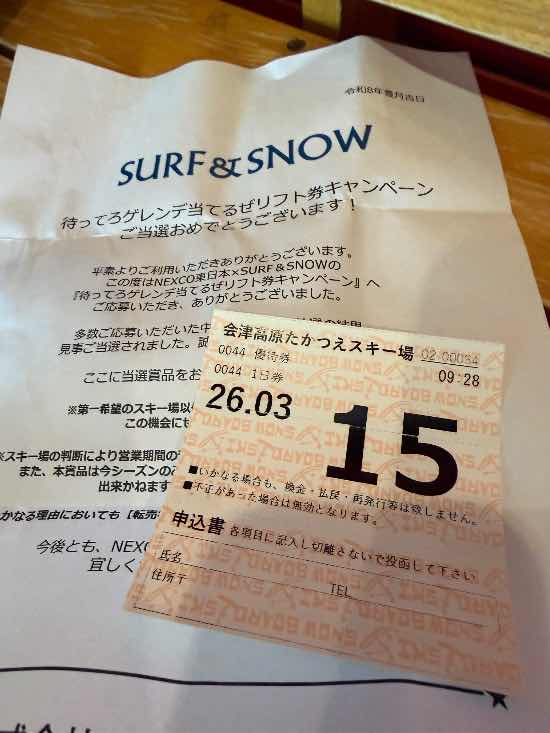 令和8年豊月吉日
SURF&SNOW
待ってろゲレンデ当てるぜリフト券キャンペーン
ご当選おめでとうございます!
平素よりご利用いただきありがとうございます。
この度はNEXCO東日本×SURF&SNOWの
『待ってろゲレンデ当てるぜリフト券キャンペーン』へ
ご応募いただき、ありがとうございました。
多数ご応募いただいた中
見事ご当選されました。誠
ここに当選賞品をお
※第一希望のスキー場以
この機会にも
※スキー場の判断により営業期間の
また、本賞品は今シーズンのみ
出来かねます
かなる理由においても【転売
今後とも、NEXCO
宜しく
会津高原たかつえスキー場 02-00034
0044 優待券 09:28
0044 1日券
26.03 15
■いかなる場合も、換金・払戻・再発行等は致しません。
■不正があった場合は無効となります。
申込書 各項目に記入し切離さないで投函して下さい
氏名
住所〒 TEL
SKI SNOW BOARD